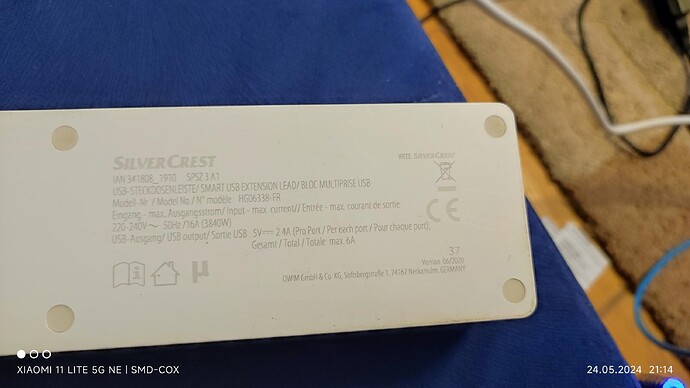 SILVERCREST
IAN 341808_1910 SPSZ 3 A1
USB-STECKDOSENLEISTE/ SMART USB EXTENSION LEAD/ BLOC MULTIPRISE USB
Modell-Nr / Model No./ N° modèle: HG06338-FR
Eingang - max. Ausgangsstrom/ Input - max. current// Entrée - max. courant de sortie:
220-240V~ 50Hz /16A (3840W)
USB-Ausgang/ USB output/ Sortie USB : 5V⎓ 2.4A (Pro Port / Per each port / Pour chaque port),
Gesamt / Total / Totale: max. 6A
WEEE: SILVERCREST
CE
µ
37
Version: 06/2020
OWIM GmbH & Co. KG, Stiftsbergstraße 1, 74167 Neckarsulm, GERMANY
XIAOMI 11 LITE 5G NE | SMD-COX
24.05.2024 21:14